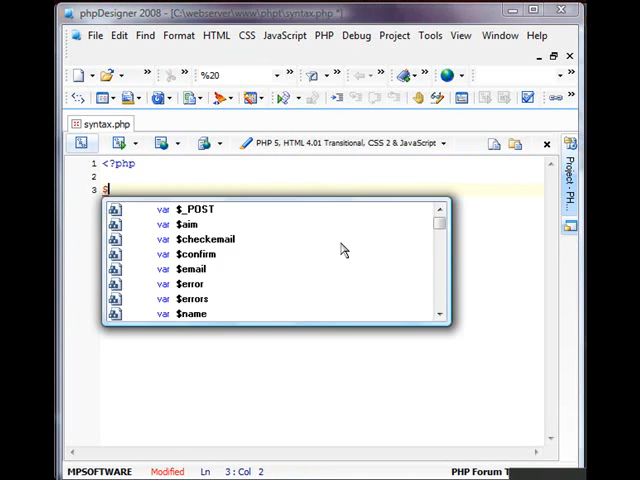 phpDesigner 2008 - [C:\webserver\www\phpt\syntax.php *]
File Edit Find Format HTML CSS JavaScript PHP Debug Project Tools View Window Help
%20
syntax.php
PHP 5, HTML 4.01 Transitional, CSS 2 & JavaScript
1 <?php
2
3 $
var $_POST
var $aim
var $checkemail
var $confirm
var $email
var $error
var $errors
var $name
Project - PH...
MPSOFTWARE Modified Ln 3 : Col 2 PHP Forum T